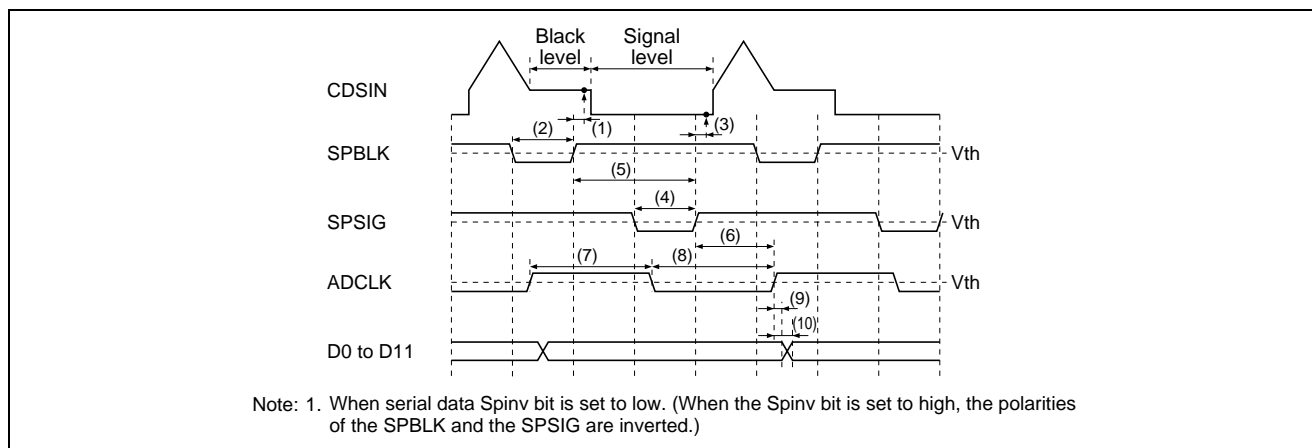 Black level
Signal level
CDSIN
(1)
(3)
(2)
SPBLK
Vth
(5)
(4)
SPSIG
Vth
(6)
(7)
(8)
ADCLK
Vth
(9)
(10)
D0 to D11
Note: 1. When serial data Spinv bit is set to low. (When the Spinv bit is set to high, the polarities
of the SPBLK and the SPSIG are inverted.)